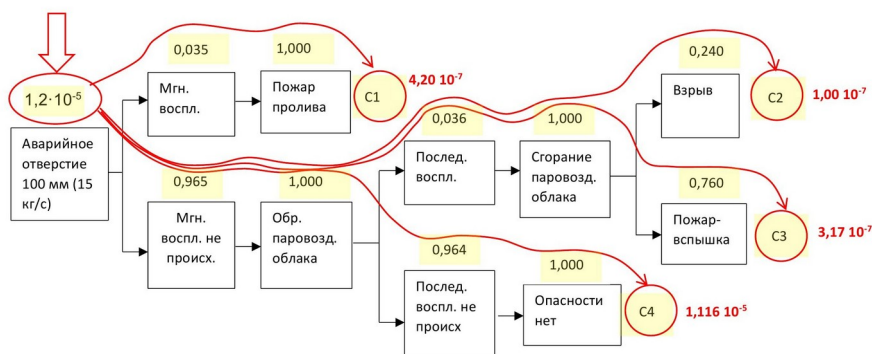 0,035
1,000
0,240
1,2·10⁻⁵
Мгн.
воспл.
Пожар
пролива
С1
4,20 10⁻⁷
Взрыв
С2
1,00 10⁻⁷
Аварийное
отверстие
100 мм (15
кг/с)
0,036
1,000
0,965
1,000
Послед.
воспл.
Сгорание
паровозд.
облака
0,760
Мгн.
воспл. не
происх.
Обр.
паровозд.
облака
Пожар-
вспышка
С3
3,17 10⁻⁷
0,964
1,000
Послед.
воспл. не
происх
Опасности
нет
С4
1,116 10⁻⁵